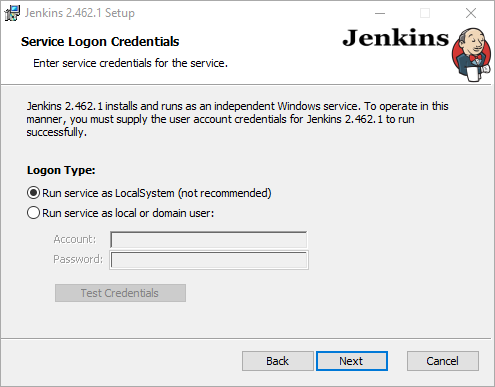 Jenkins 2.462.1 Setup
Service Logon Credentials
Enter service credentials for the service.
Jenkins
Jenkins 2.462.1 installs and runs as an independent Windows service. To operate in this
manner, you must supply the user account credentials for Jenkins 2.462.1 to run
successfully.
Logon Type:
Run service as LocalSystem (not recommended)
Run service as local or domain user:
Account:
Password:
Test Credentials
Back
Next
Cancel